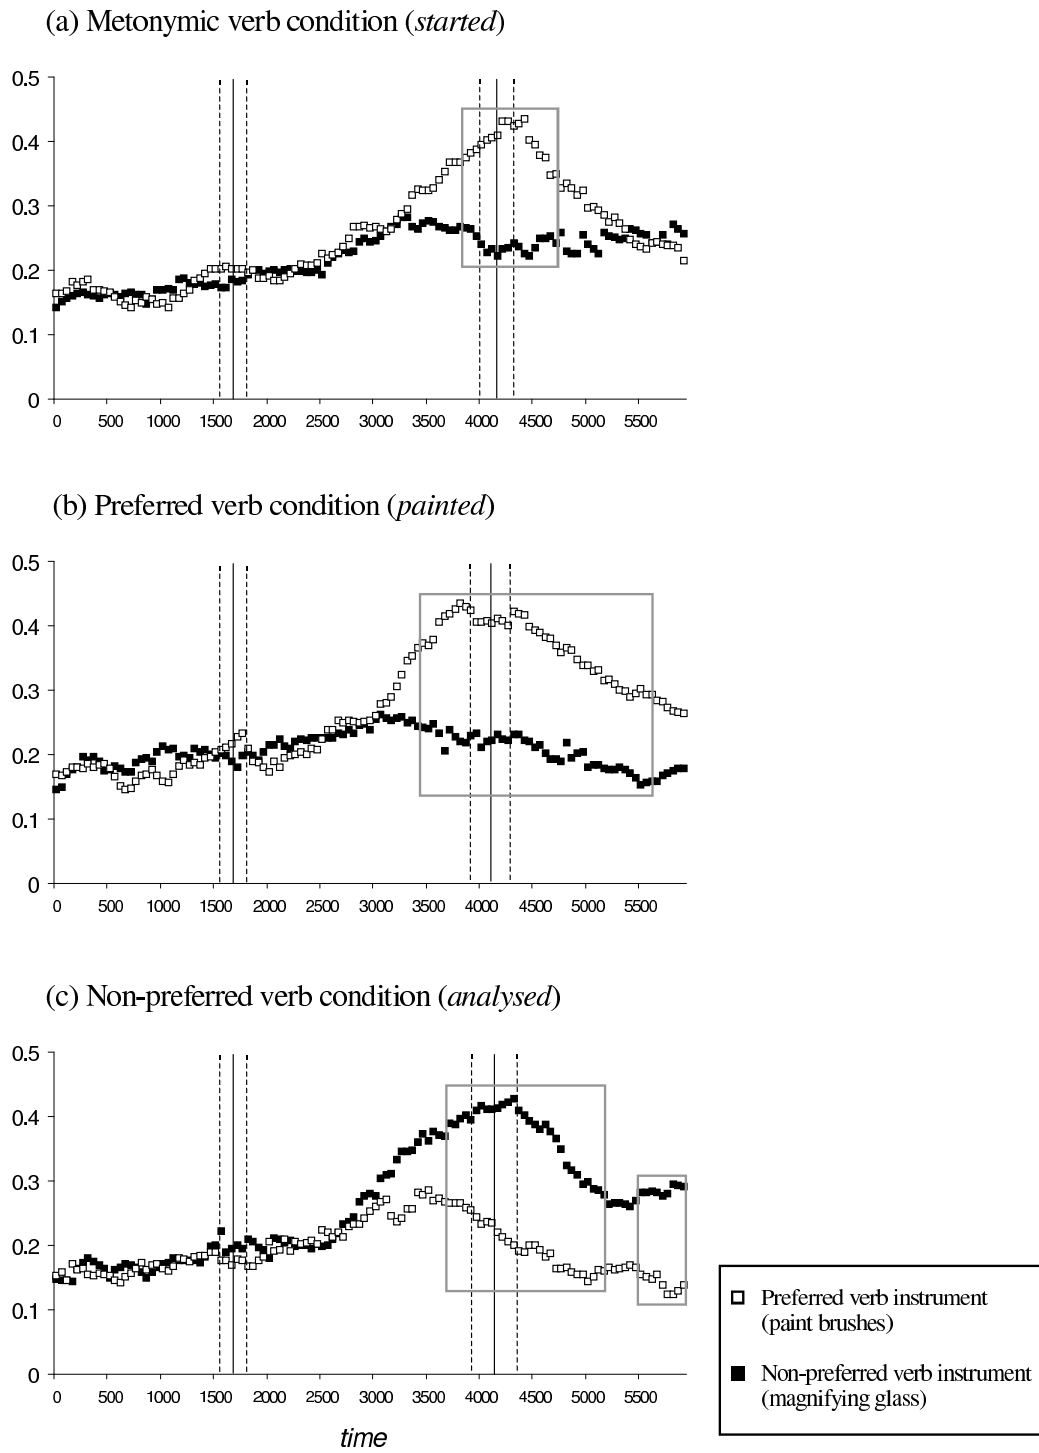 (a) Metonymic verb condition (started)
0.5
0.4
0.3
0.2
0.1
0
0 500 1000 1500 2000 2500 3000 3500 4000 4500 5000 5500
(b) Preferred verb condition (painted)
0.5
0.4
0.3
0.2
0.1
0
0 500 1000 1500 2000 2500 3000 3500 4000 4500 5000 5500
(c) Non-preferred verb condition (analysed)
0.5
0.4
0.3
0.2
0.1
0
0 500 1000 1500 2000 2500 3000 3500 4000 4500 5000 5500
time
Preferred verb instrument
(paint brushes)
Non-preferred verb instrument
(magnifying glass)